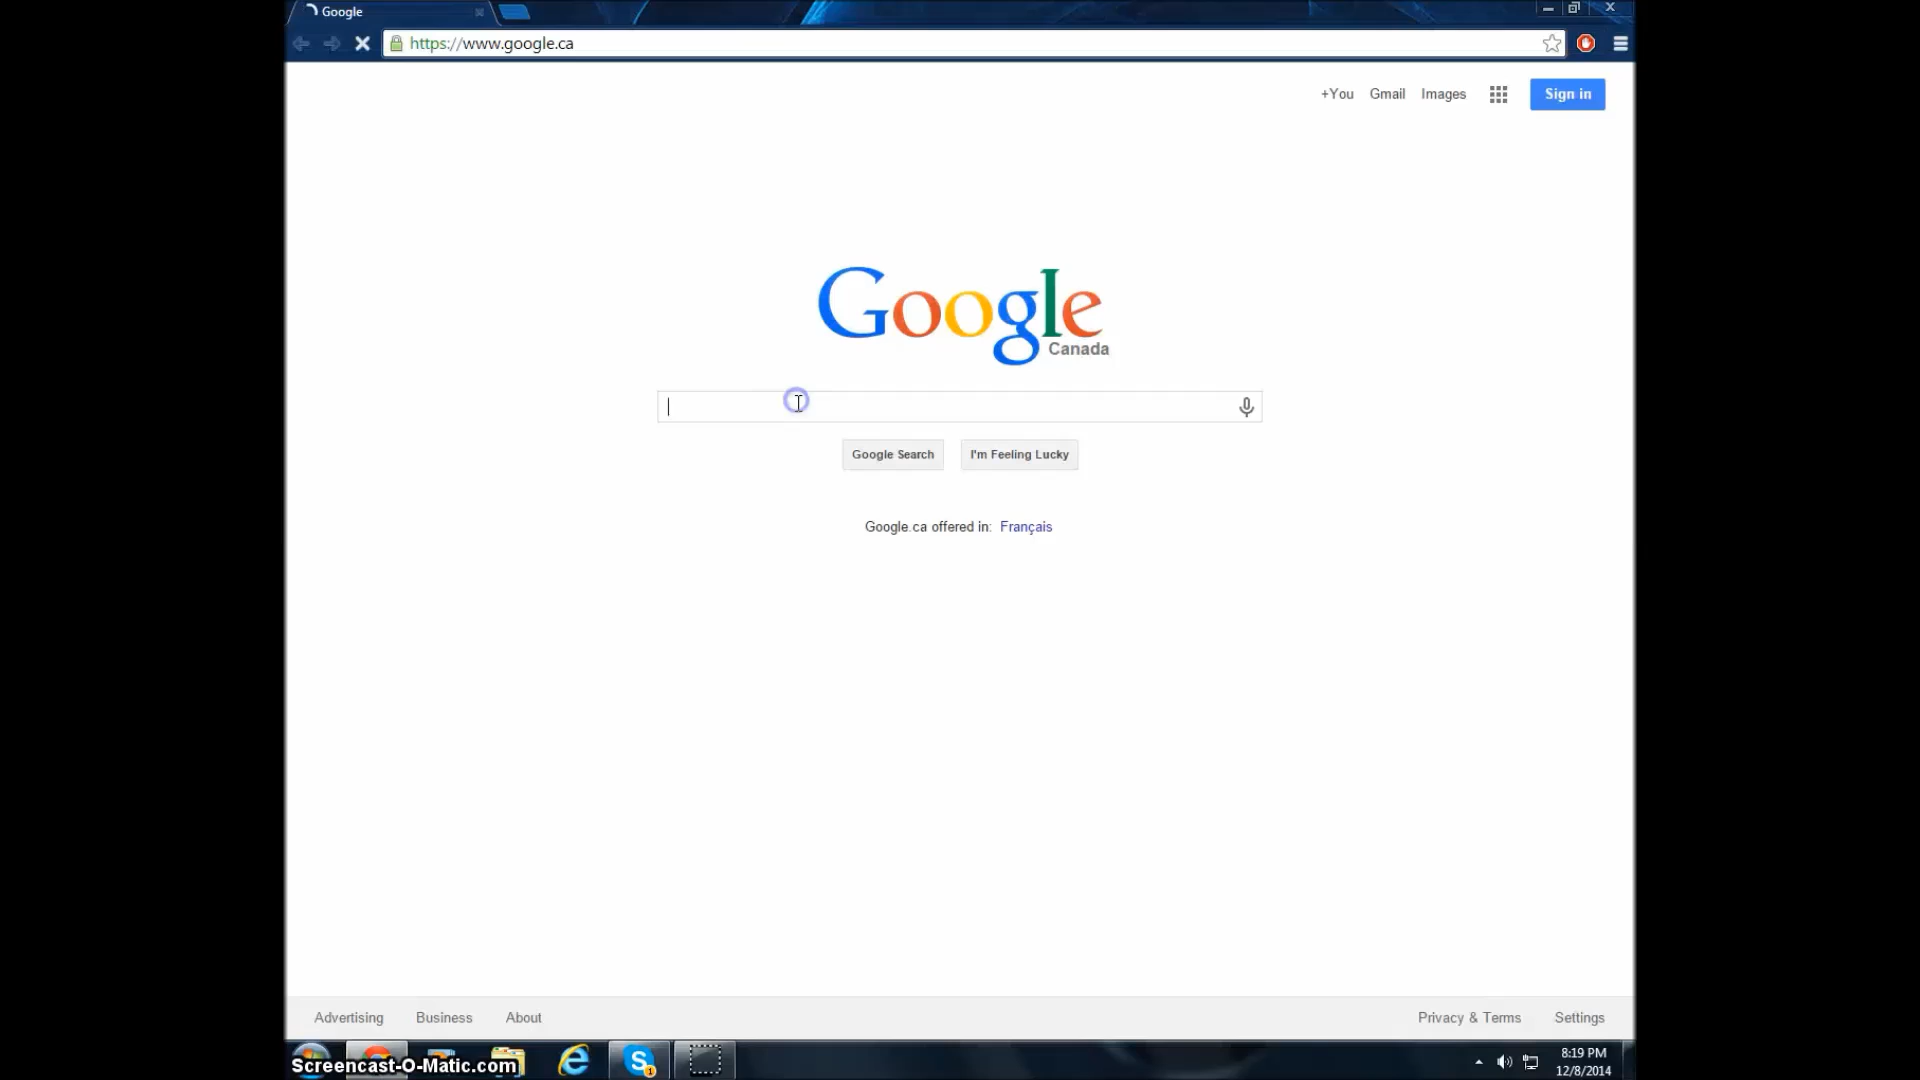 Google
https://www.google.ca
+You Gmail Images Sign in
Google
Canada
Google Search I'm Feeling Lucky
Google.ca offered in: Français
Advertising Business About Privacy & Terms Settings
Screencast-O-Matic.com
8:19 PM
12/8/2014